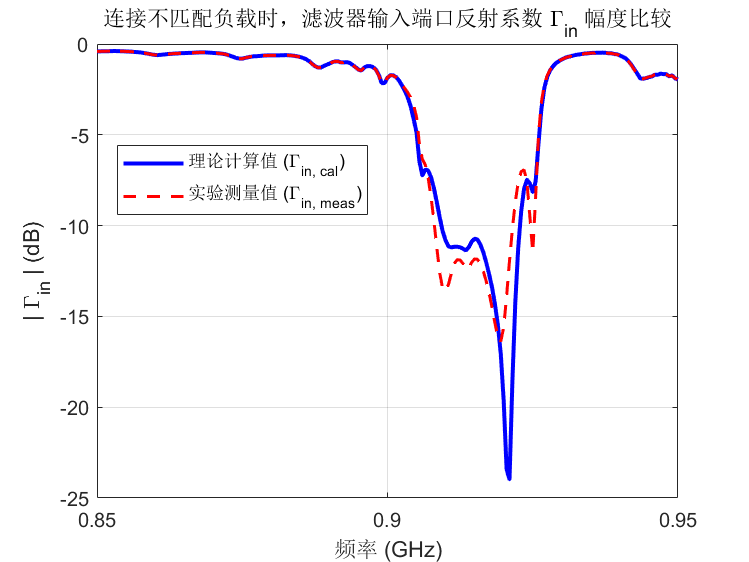 连接不匹配负载时，滤波器输入端口反射系数 Γin 幅度比较
0
-5
理论计算值 (Γin, cal)
实验测量值 (Γin, meas)
-10
| Γin | (dB)
-15
-20
-25
0.85
0.9
0.95
频率 (GHz)